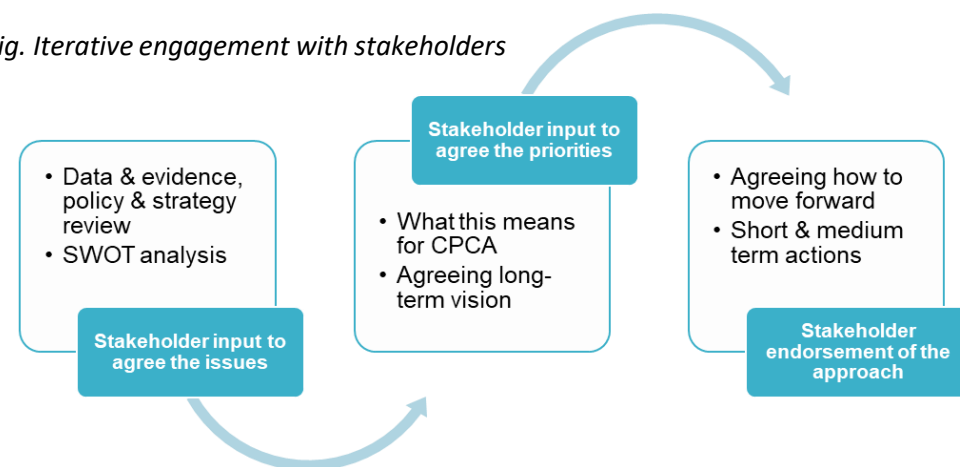 ig. Iterative engagement with stakeholders
• Data & evidence,
policy & strategy
review
• SWOT analysis
Stakeholder input to
agree the issues
Stakeholder input to
agree the priorities
• What this means
for CPCA
• Agreeing long-
term vision
• Agreeing how to
move forward
• Short & medium
term actions
Stakeholder
endorsement of the
approach